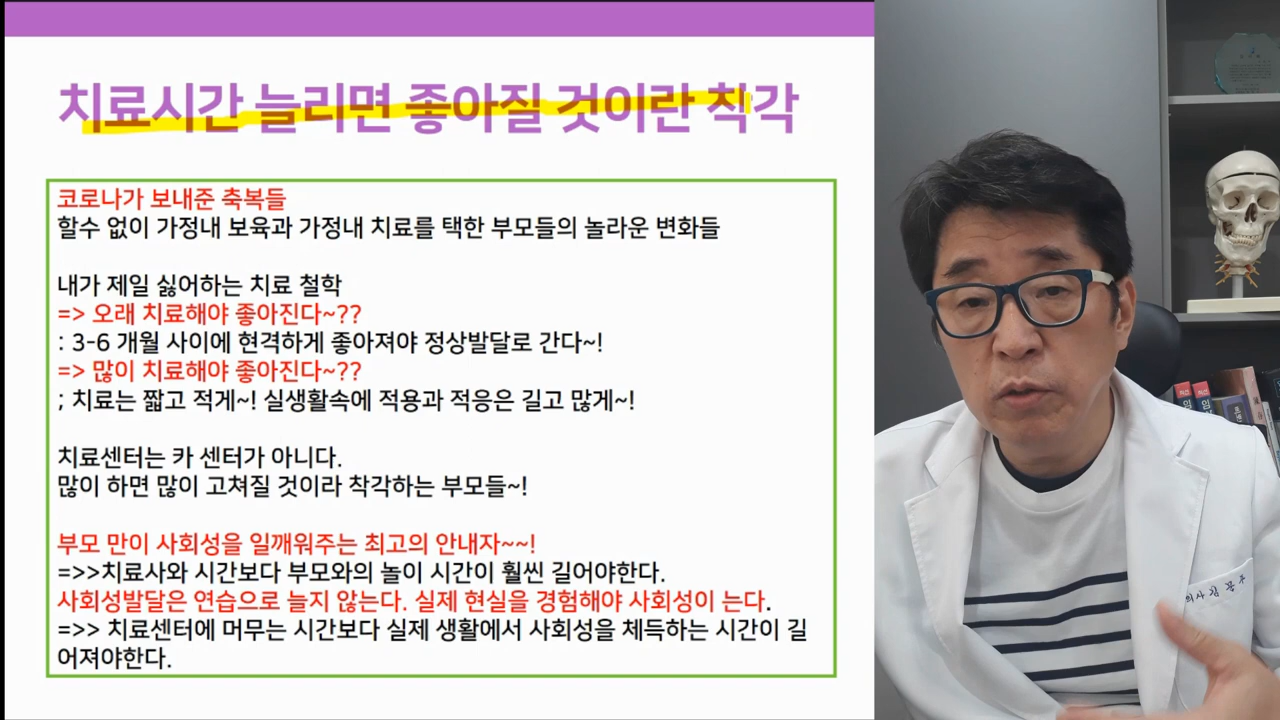 치료시간 늘리면 좋아질 것이란 착각
코로나가 보내준 축복들
할수 없이 가정내 보육과 가정내 치료를 택한 부모들의 놀라운 변화들
내가 제일 싫어하는 치료 철학
=> 오래 치료해야 좋아진다~??
: 3-6 개월 사이에 현격하게 좋아져야 정상발달로 간다~!
=> 많이 치료해야 좋아진다~??
; 치료는 짧고 적게~! 실생활속에 적용과 적응은 길고 많게~!
치료센터는 카 센터가 아니다.
많이 하면 많이 고쳐질 것이라 착각하는 부모들~!
부모 만이 사회성을 일깨워주는 최고의 안내자~~!
=>>치료사와 시간보다 부모와의 놀이 시간이 훨씬 길어야한다.
사회성발달은 연습으로 늘지 않는다. 실제 현실을 경험해야 사회성이 는다.
=>> 치료센터에 머무는 시간보다 실제 생활에서 사회성을 체득하는 시간이 길
어져야한다.